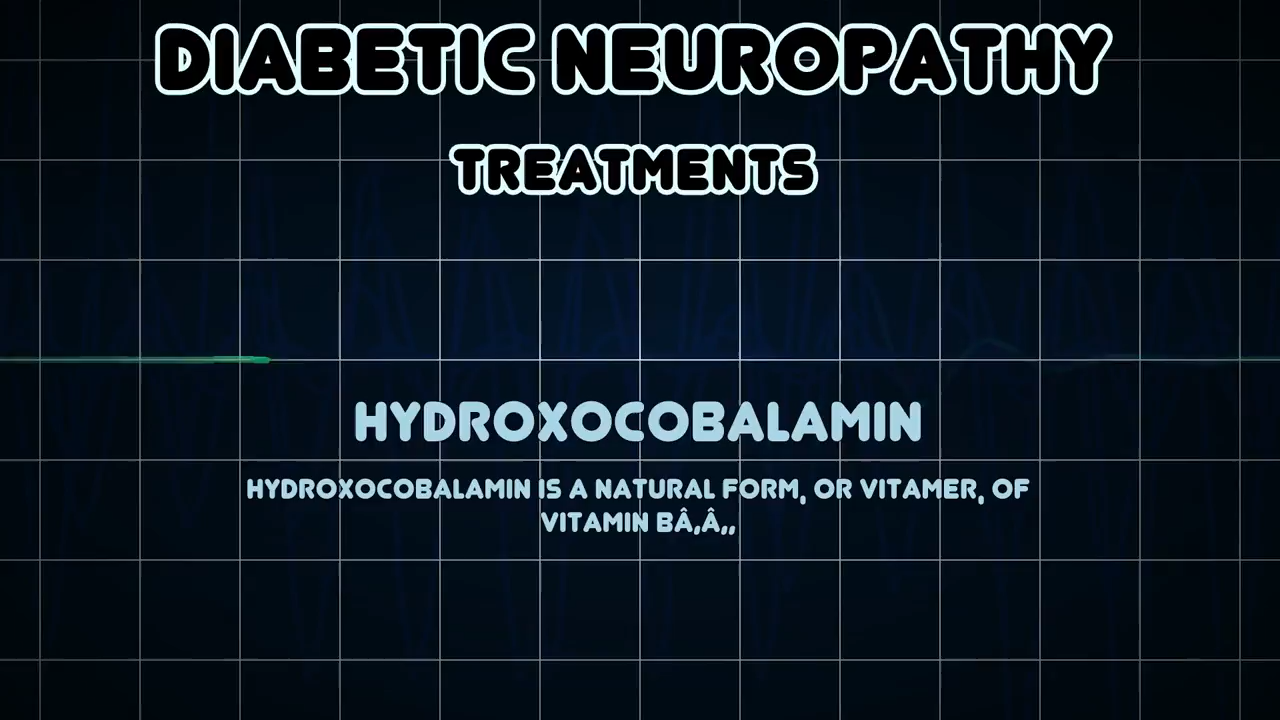 DIABETIC NEUROPATHY
TREATMENTS
HYDROXOCOBALAMIN
HYDROXOCOBALAMIN IS A NATURAL FORM, OR VITAMER, OF
VITAMIN BÂ,Â,,